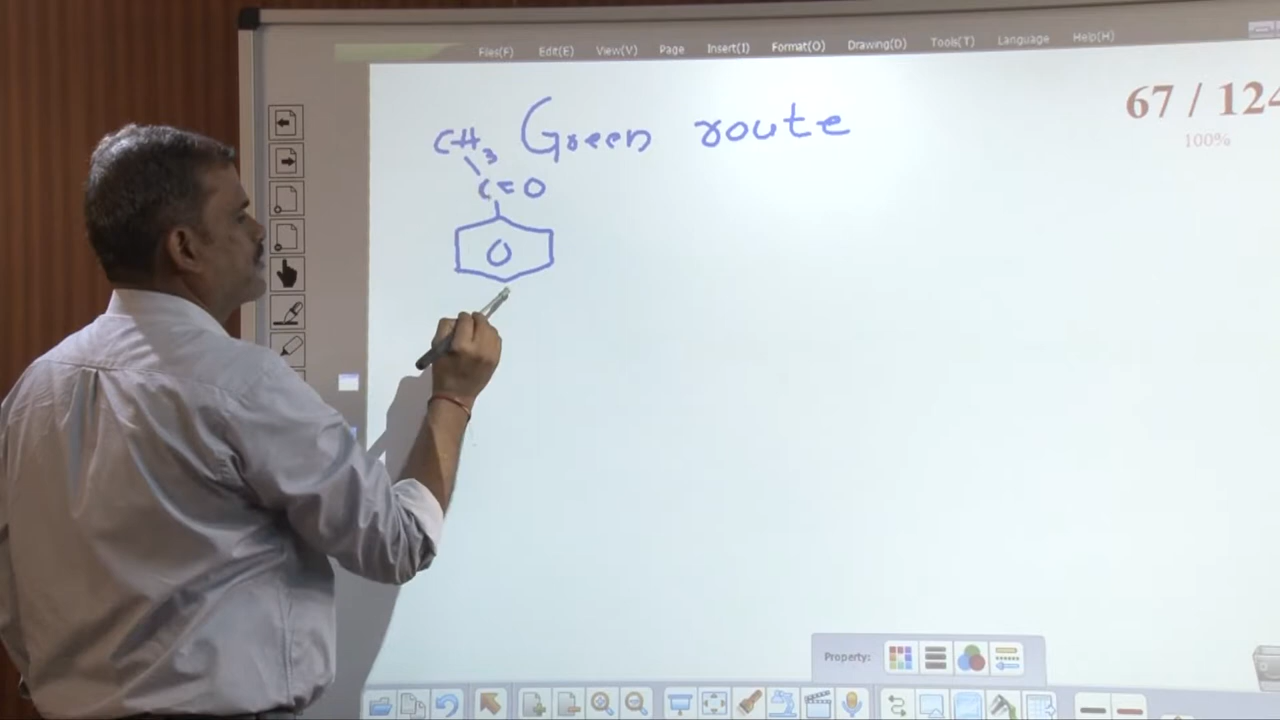 Files(F) Edit(E) View(V) Page Insert(I) Format(O) Drawing(D) Tools(T) Language Help(H)
67 / 124
100%
Green route
CH3
C=O
Property: